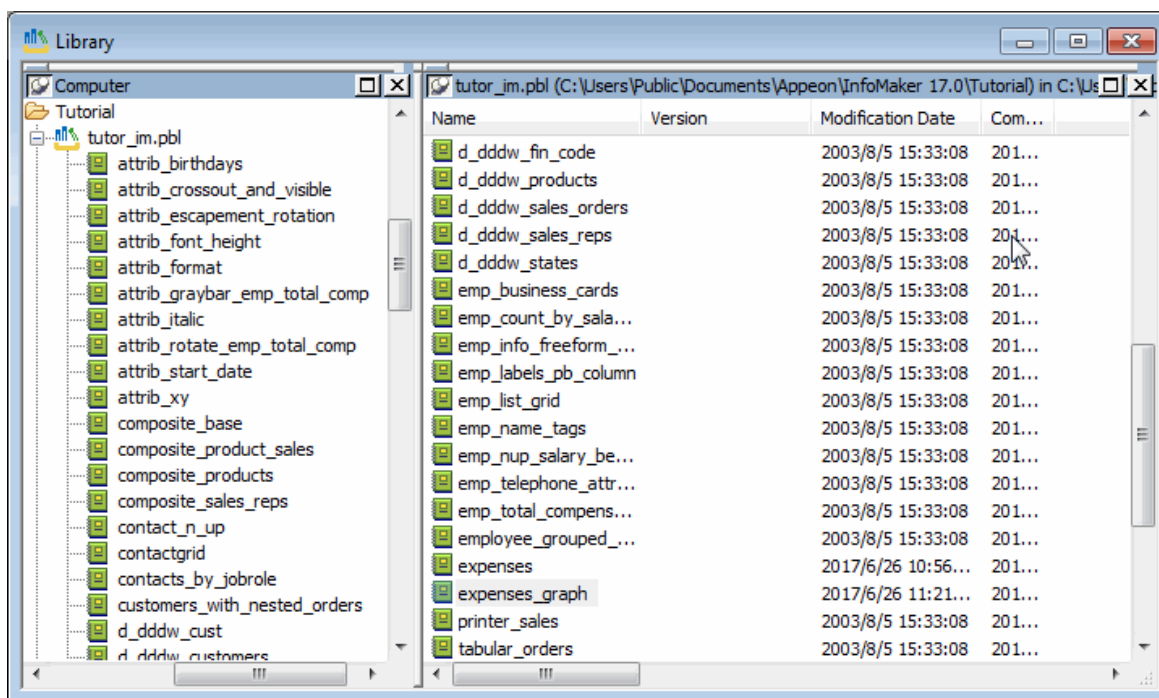 Library
Computer
Tutorial
tutor_im.pbl
attrib_birthdays
attrib_crossout_and_visible
attrib_escapement_rotation
attrib_font_height
attrib_format
attrib_graybar_emp_total_comp
attrib_italic
attrib_rotate_emp_total_comp
attrib_start_date
attrib_xy
composite_base
composite_product_sales
composite_products
composite_sales_reps
contact_n_up
contactgrid
contacts_by_jobrole
customers_with_nested_orders
d_dddw_cust
d_dddw_customers
tutor_im.pbl (C:\Users\Public\Documents\Appeon\InfoMaker 17.0\Tutorial) in C:\Us
Name Version Modification Date Com...
d_dddw_fin_code 2003/8/5 15:33:08 201...
d_dddw_products 2003/8/5 15:33:08 201...
d_dddw_sales_orders 2003/8/5 15:33:08 201...
d_dddw_sales_reps 2003/8/5 15:33:08 201...
d_dddw_states 2003/8/5 15:33:08 201...
emp_business_cards 2003/8/5 15:33:08 201...
emp_count_by_sala... 2003/8/5 15:33:08 201...
emp_info_freeform_... 2003/8/5 15:33:08 201...
emp_labels_pb_column 2003/8/5 15:33:08 201...
emp_list_grid 2003/8/5 15:33:08 201...
emp_name_tags 2003/8/5 15:33:08 201...
emp_nup_salary_be... 2003/8/5 15:33:08 201...
emp_telephone_attr... 2003/8/5 15:33:08 201...
emp_total_compens... 2003/8/5 15:33:08 201...
employee_grouped_... 2003/8/5 15:33:08 201...
expenses 2017/6/26 10:56... 201...
expenses_graph 2017/6/26 11:21... 201...
printer_sales 2003/8/5 15:33:08 201...
tabular_orders 2003/8/5 15:33:08 201...